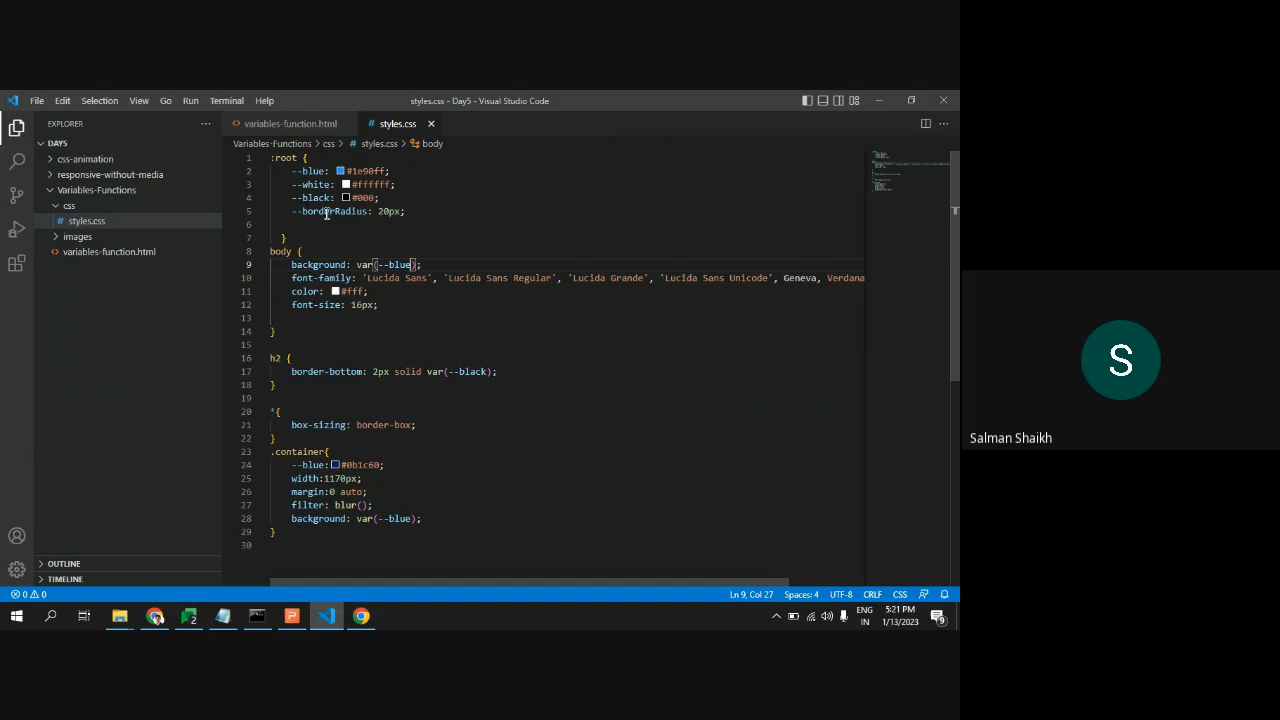 File Edit Selection View Go Run Terminal Help styles.css - Day5 - Visual Studio Code
EXPLORER ···
variables-function.html # styles.css
DAY5
css-animation
responsive-without-media
Variables-Functions
css
# styles.css
images
variables-function.html
OUTLINE
TIMELINE
Variables-Functions > css > # styles.css > body
1 :root {
2 --blue: #1e90ff;
3 --white: #ffffff;
4 --black: #000;
5 --borderRadius: 20px;
6
7 }
8 body {
9 background: var(--blue);
10 font-family: 'Lucida Sans', 'Lucida Sans Regular', 'Lucida Grande', 'Lucida Sans Unicode', Geneva, Verdana
11 color: #fff;
12 font-size: 16px;
13
14 }
15
16 h2 {
17 border-bottom: 2px solid var(--black);
18 }
19
20 *{
21 box-sizing: border-box;
22 }
23 .container{
24 --blue:#0b1c60;
25 width:1170px;
26 margin:0 auto;
27 filter: blur();
28 background: var(--blue);
29 }
30
0 0 Ln 9, Col 27 Spaces: 4 UTF-8 CRLF CSS
ENG
IN
5:21 PM
1/13/2023
9
2
S
Salman Shaikh